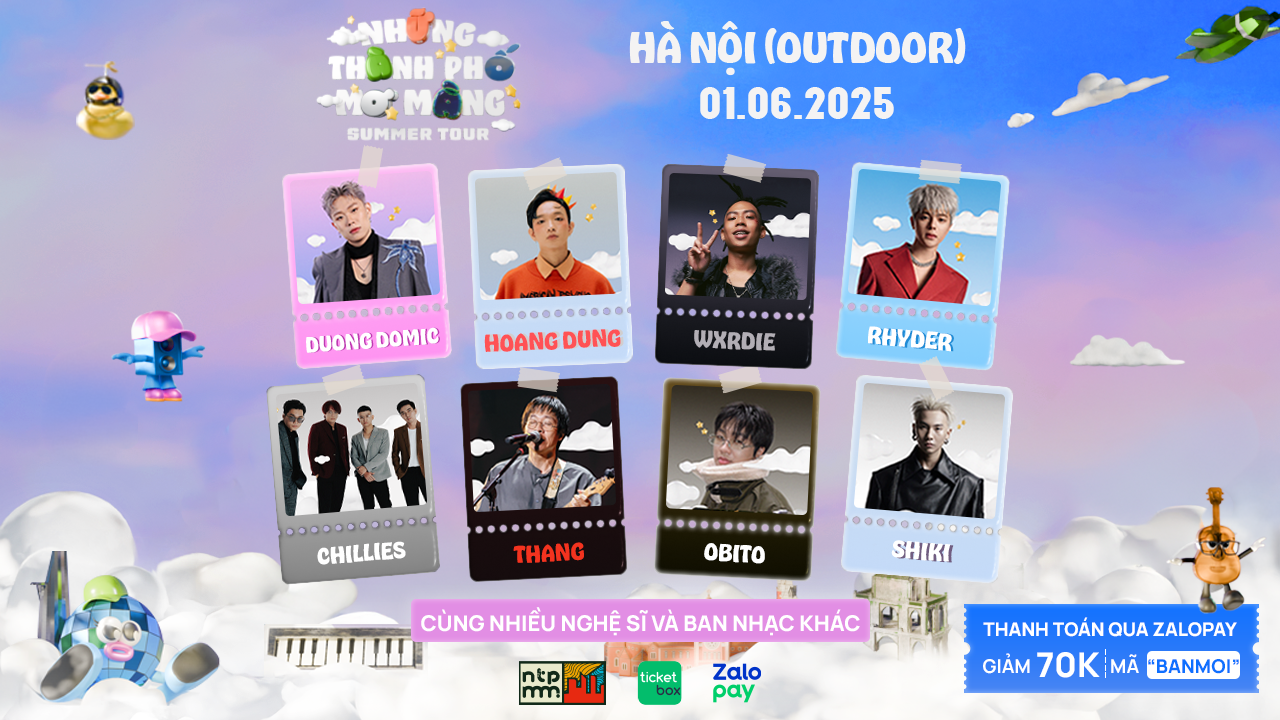 NHỮNG
THÀNH PHỐ
MƠ MÀNG
SUMMER TOUR
HÀ NỘI (OUTDOOR)
01.06.2025
DUONG DOMIC
HOANG DUNG
WXRDIE
RHYDER
CHILLIES
THANG
OBITO
SHIKI
CÙNG NHIỀU NGHỆ SĨ VÀ BAN NHẠC KHÁC
THANH TOÁN QUA ZALOPAY
GIẢM 70K MÃ “BANMOI”
ntp
mm
ticket
box
Zalo
pay